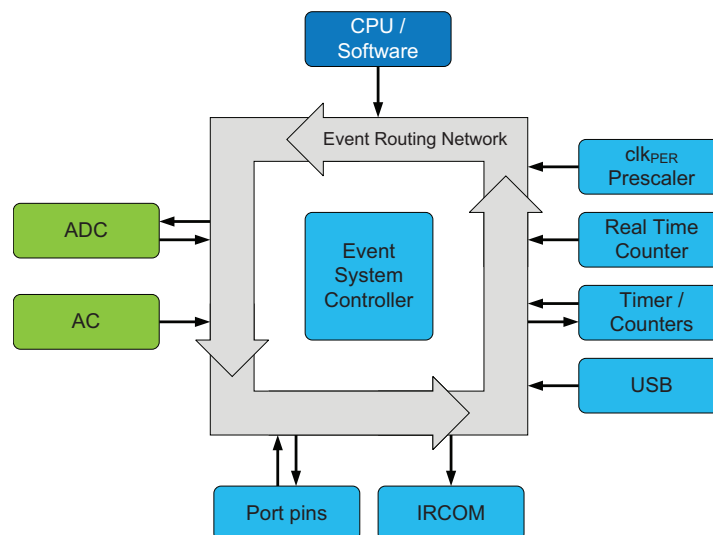 CPU /
Software
Event Routing Network
clkPER
Prescaler
ADC
Real Time
Counter
Event
System
Controller
AC
Timer /
Counters
USB
Port pins
IRCOM